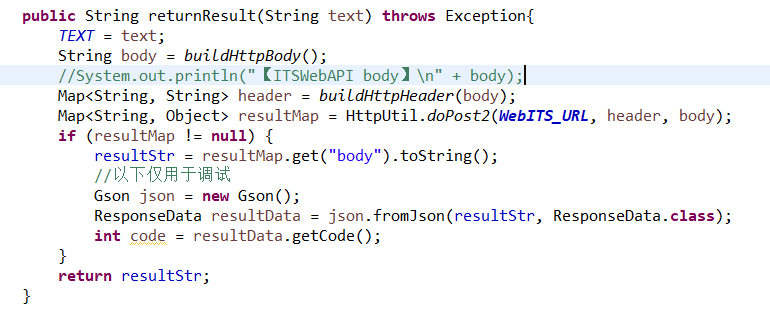 public String returnResult(String text) throws Exception{
TEXT = text;
String body = buildHttpBody();
//System.out.println("【ITSWebAPI body】\n" + body);
Map<String, String> header = buildHttpHeader(body);
Map<String, Object> resultMap = HttpUtil.doPost2(WebITS_URL, header, body);
if (resultMap != null) {
resultStr = resultMap.get("body").toString();
//以下仅用于调试
Gson json = new Gson();
ResponseData resultData = json.fromJson(resultStr, ResponseData.class);
int code = resultData.getCode();
}
return resultStr;
}